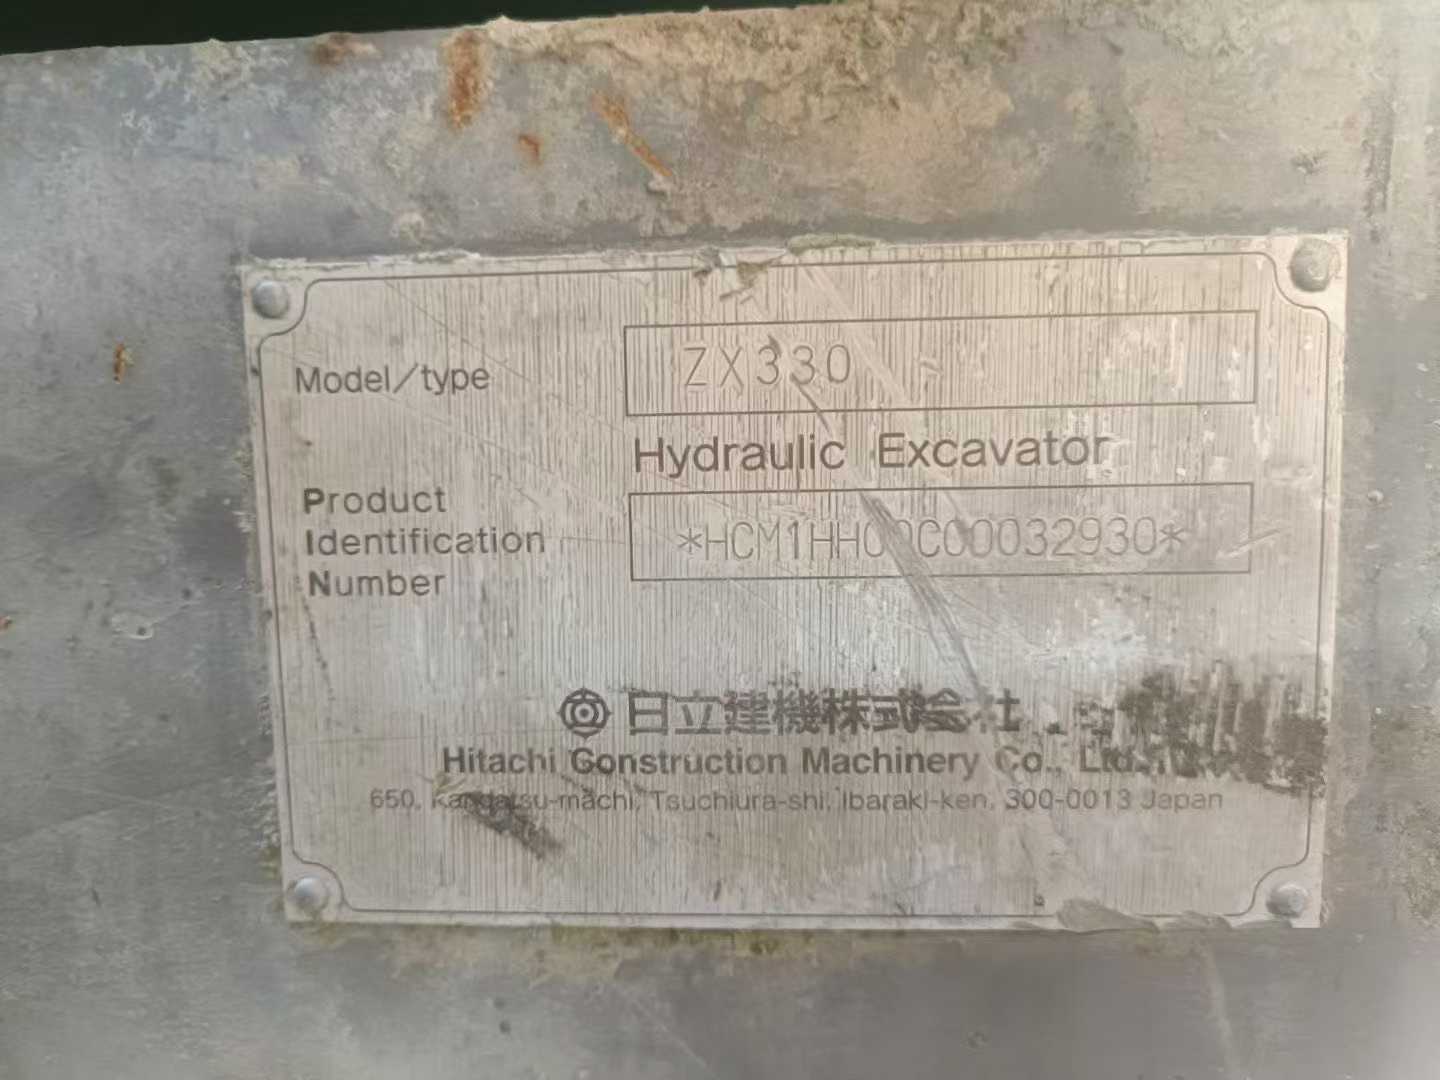 Model/type
ZX330
Hydraulic Excavator
Product
Identification
Number
*HCM1HH00C00032930*
日立建機株式会社
Hitachi Construction Machinery Co., Ltd.
650, Kandatsu-machi, Tsuchiura-shi, Ibaraki-ken, 300-0013 Japan